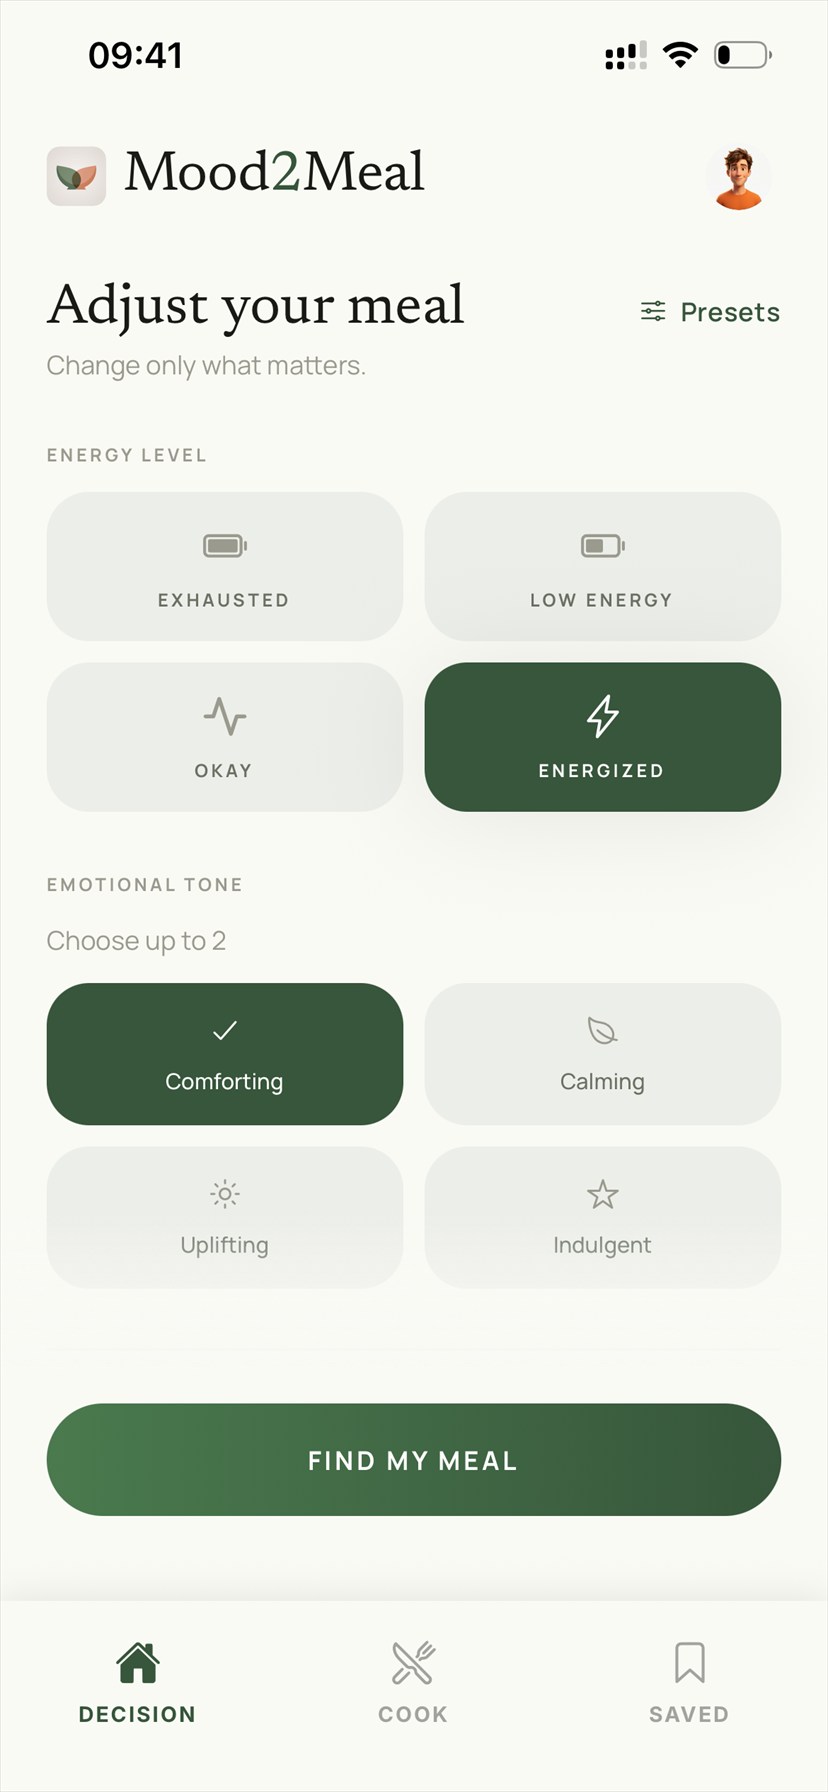 09:41
Mood2Meal
Adjust your meal
Presets
Change only what matters.
ENERGY LEVEL
EXHAUSTED
LOW ENERGY
OKAY
ENERGIZED
EMOTIONAL TONE
Choose up to 2
Comforting
Calming
Uplifting
Indulgent
FIND MY MEAL
DECISION
COOK
SAVED